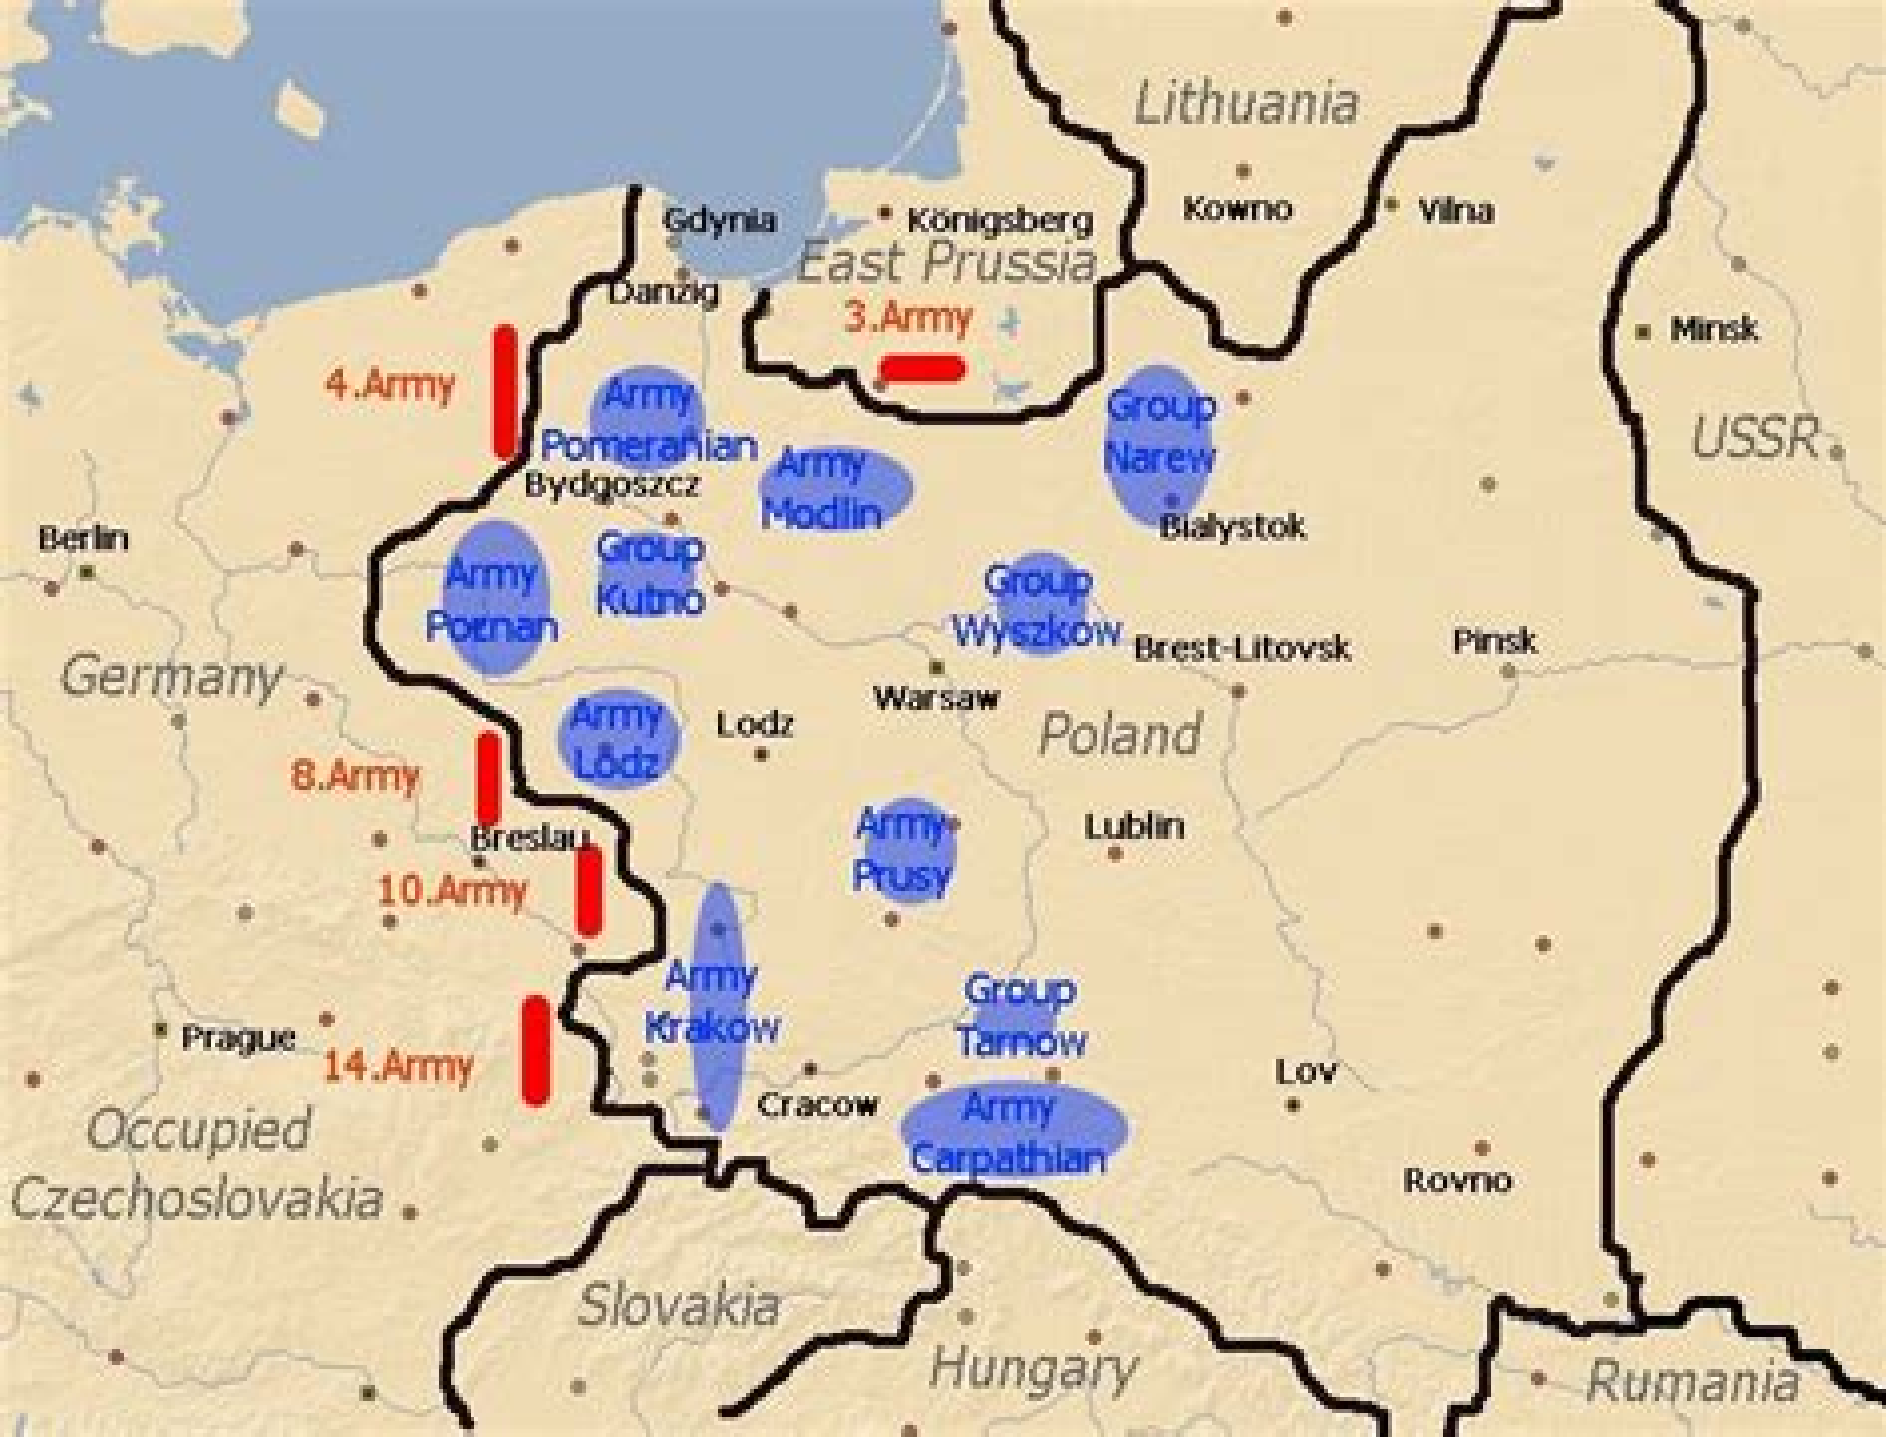 Lithuania
Kowno
Vilna
Gdynia
Königsberg
East Prussia
Danzig
3.Army
Minsk
4.Army
Army
Pomeranian
Group
Narew
USSR
Army
Modlin
Bydgoszcz
Bialystok
Berlin
Group
Kutno
Army
Poznan
Group
Wyszkow
Brest-Litovsk
Pinsk
Germany
Warsaw
Army
Lödz
Lodz
Poland
8.Army
Breslau
Army
Prusy
Lublin
10.Army
Army
Krakow
Group
Tarnow
Prague
14.Army
Lov
Cracow
Army
Carpathian
Occupied
Czechoslovakia
Rovno
Slovakia
Hungary
Rumania